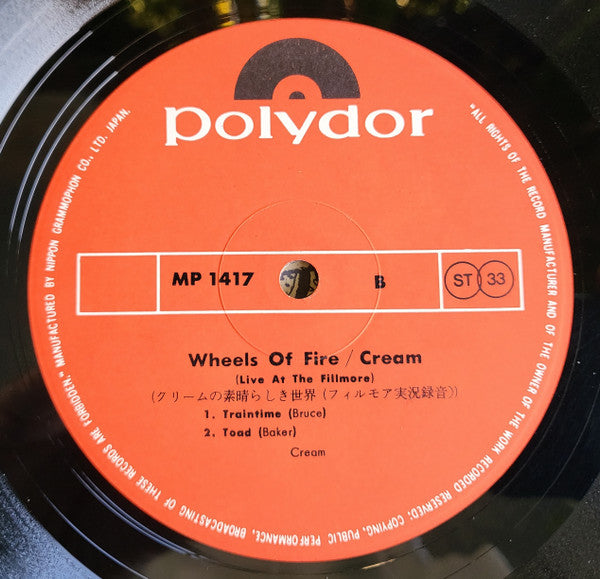 polydor
MP 1417 B ST 33
Wheels Of Fire / Cream
(Live At The Fillmore)
(クリームの素晴らしき世界 (フィルモア実況録音))
1. Traintime (Bruce)
2. Toad (Baker)
Cream
"ALL RIGHTS OF THE RECORD MANUFACTURER AND OF THE OWNER OF THE WORK RECORDED RESERVED; COPYING, PUBLIC PERFORMANCE, BROADCASTING OF THESE RECORDS ARE FORBIDDEN." MANUFACTURED BY NIPPON GRAMMOPHON CO., LTD. JAPAN.